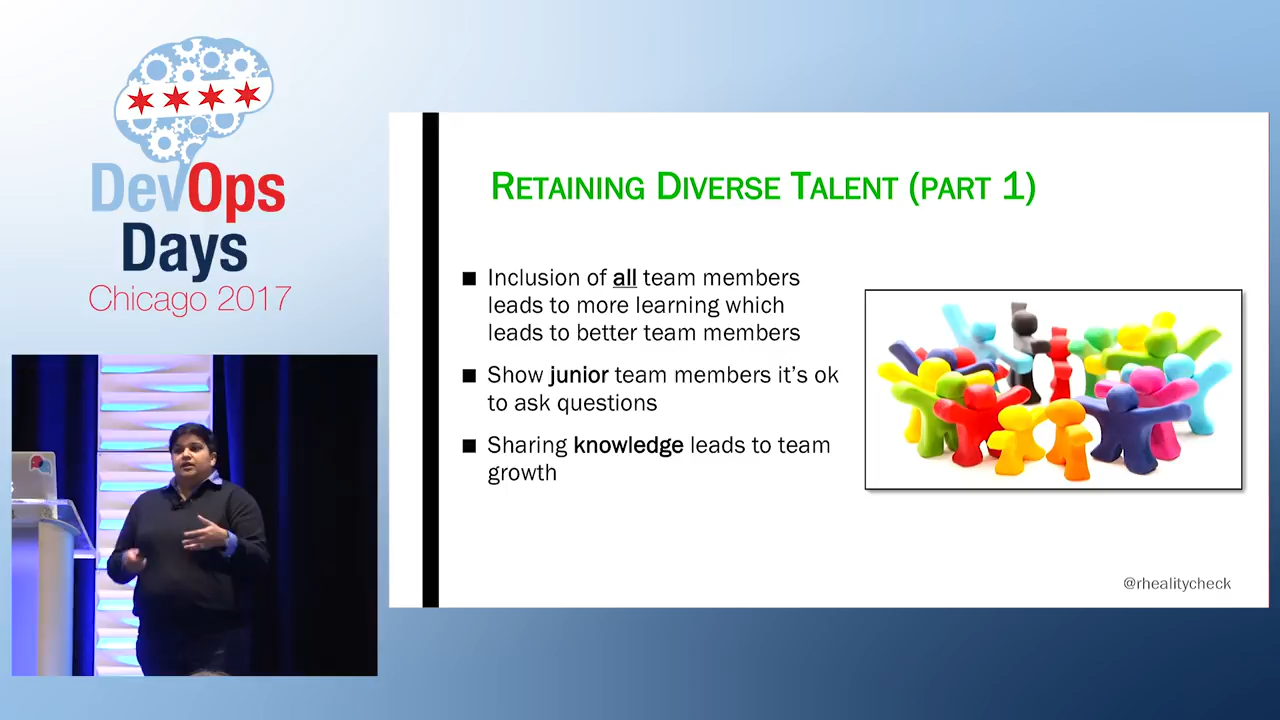 DevOps
Days
Chicago 2017
RETAINING DIVERSE TALENT (PART 1)
■ Inclusion of all team members
leads to more learning which
leads to better team members
■ Show junior team members it's ok
to ask questions
■ Sharing knowledge leads to team
growth
@rhealitycheck